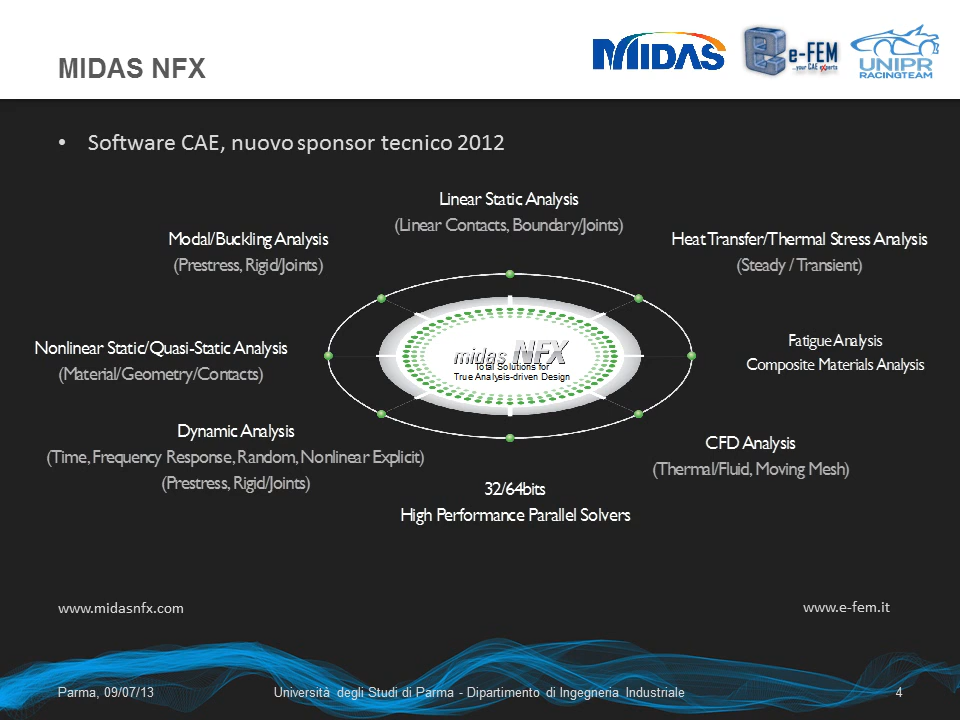 MIDAS NFX
MIDAS
e-FEM
...your CAE experts
UNIPR
RACINGTEAM
• Software CAE, nuovo sponsor tecnico 2012
Linear Static Analysis
(Linear Contacts, Boundary/Joints)
Modal/Buckling Analysis
(Prestress, Rigid/Joints)
Heat Transfer/Thermal Stress Analysis
(Steady / Transient)
Nonlinear Static/Quasi-Static Analysis
(Material/Geometry/Contacts)
midas NFX
Total Solutions for
True Analysis-driven Design
Fatigue Analysis
Composite Materials Analysis
Dynamic Analysis
(Time, Frequency Response, Random, Nonlinear Explicit)
(Prestress, Rigid/Joints)
CFD Analysis
(Thermal/Fluid, Moving Mesh)
32/64bits
High Performance Parallel Solvers
www.midasnfx.com
www.e-fem.it
Parma, 09/07/13
Università degli Studi di Parma - Dipartimento di Ingegneria Industriale
4